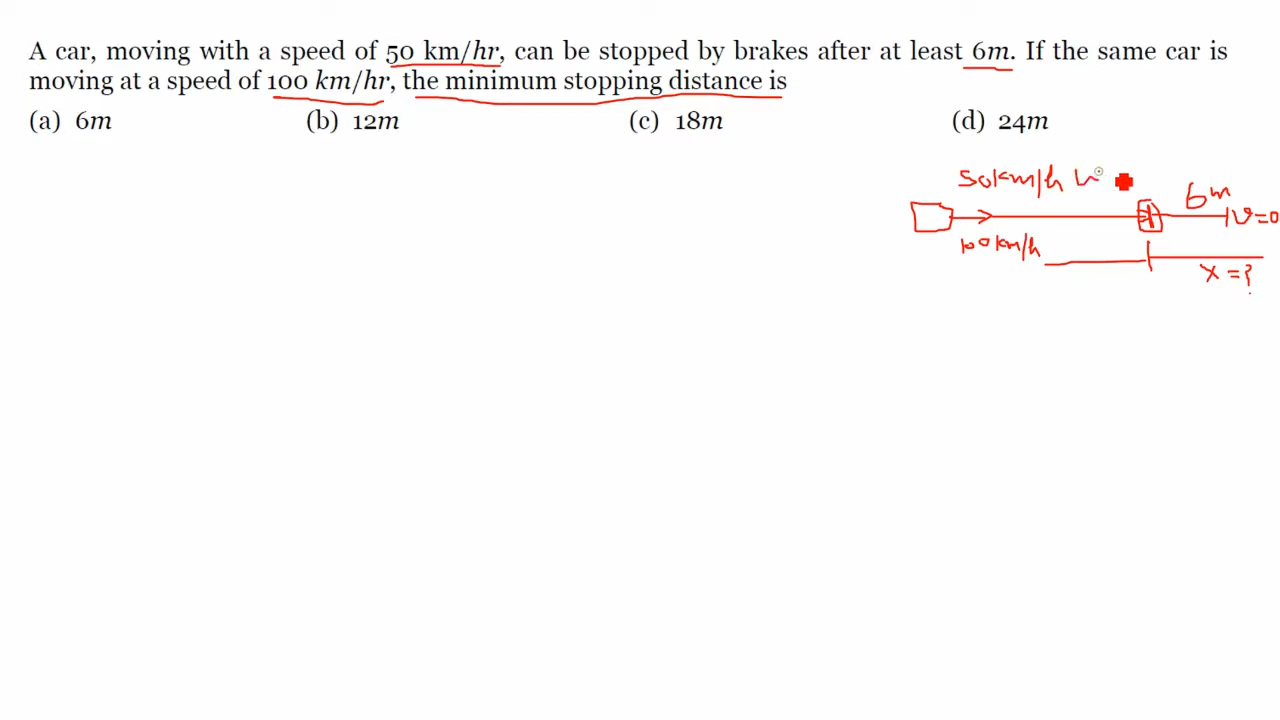 A car, moving with a speed of 50 km/hr, can be stopped by brakes after at least 6m. If the same car is
moving at a speed of 100 km/hr, the minimum stopping distance is
(a) 6m (b) 12m (c) 18m (d) 24m
50km/h
6m
v=0
100km/h
x=?